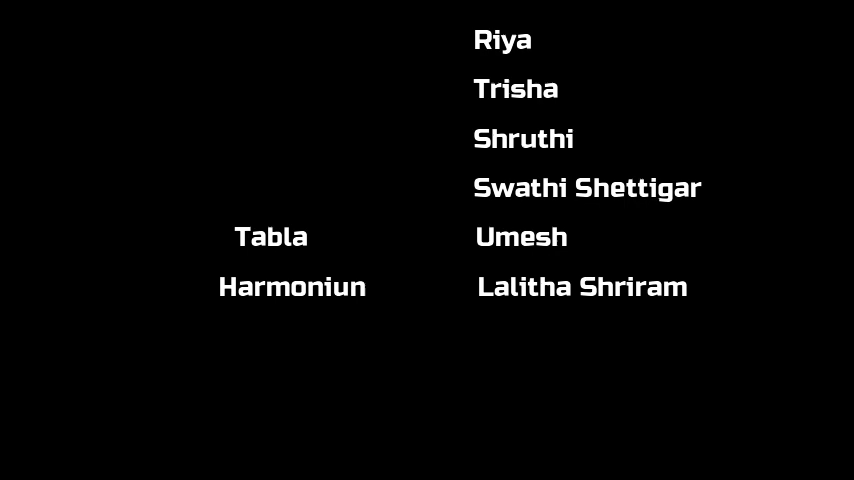 Riya
Trisha
Shruthi
Swathi Shettigar
Tabla Umesh
Harmoniun Lalitha Shriram